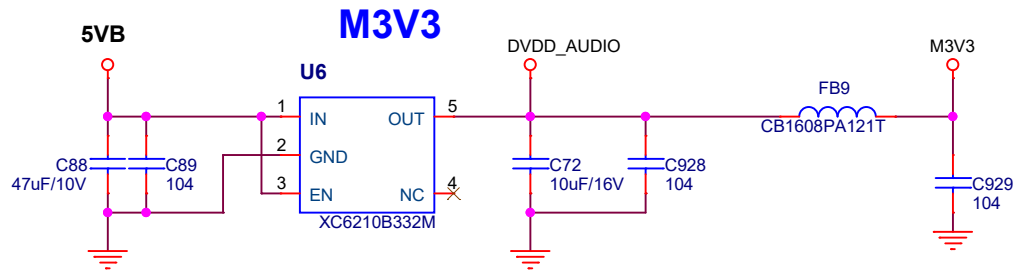 M3V3
5VB
DVDD_AUDIO
M3V3
U6
FB9
1
IN
OUT
5
CB1608PA121T
2
GND
C88
47uF/10V
C89
104
3
EN
NC
4
C72
10uF/16V
C928
104
C929
104
XC6210B332M